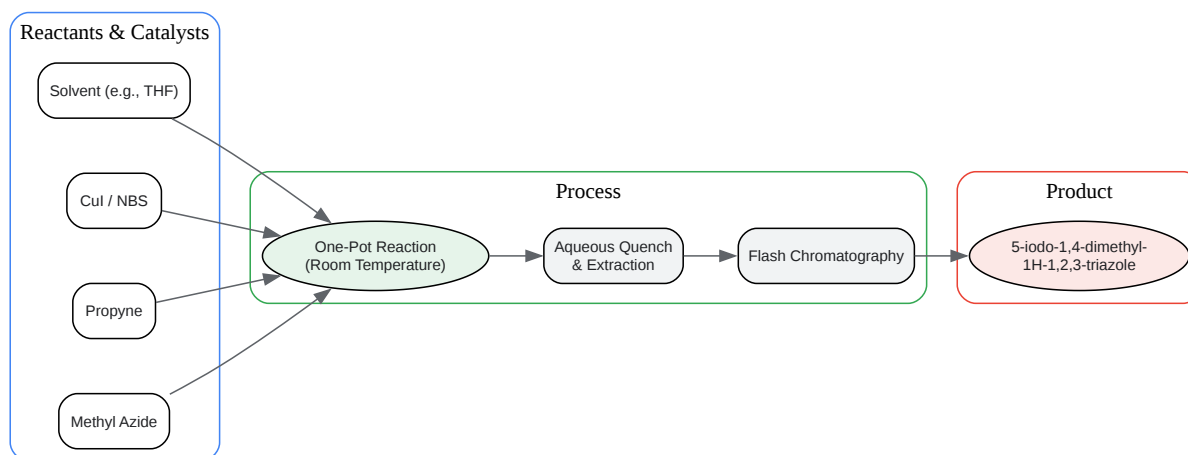 Reactants & Catalysts
Solvent (e.g., THF)
CuI / NBS
Propyne
Methyl Azide
Process
One-Pot Reaction
(Room Temperature)
Aqueous Quench
& Extraction
Flash Chromatography
Product
5-iodo-1,4-dimethyl-
1H-1,2,3-triazole